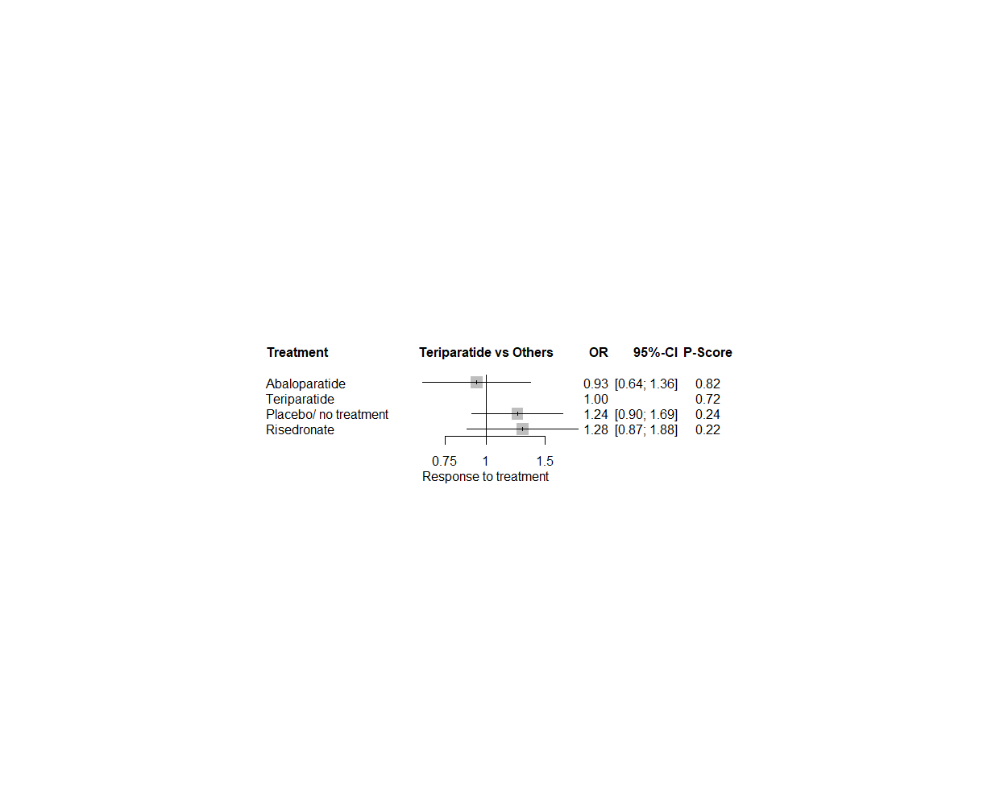 Treatment Teriparatide vs Others OR 95%-CI P-Score
Abaloparatide 0.93 [0.64; 1.36] 0.82
Teriparatide 1.00 0.72
Placebo/ no treatment 1.24 [0.90; 1.69] 0.24
Risedronate 1.28 [0.87; 1.88] 0.22
0.75 1 1.5
Response to treatment